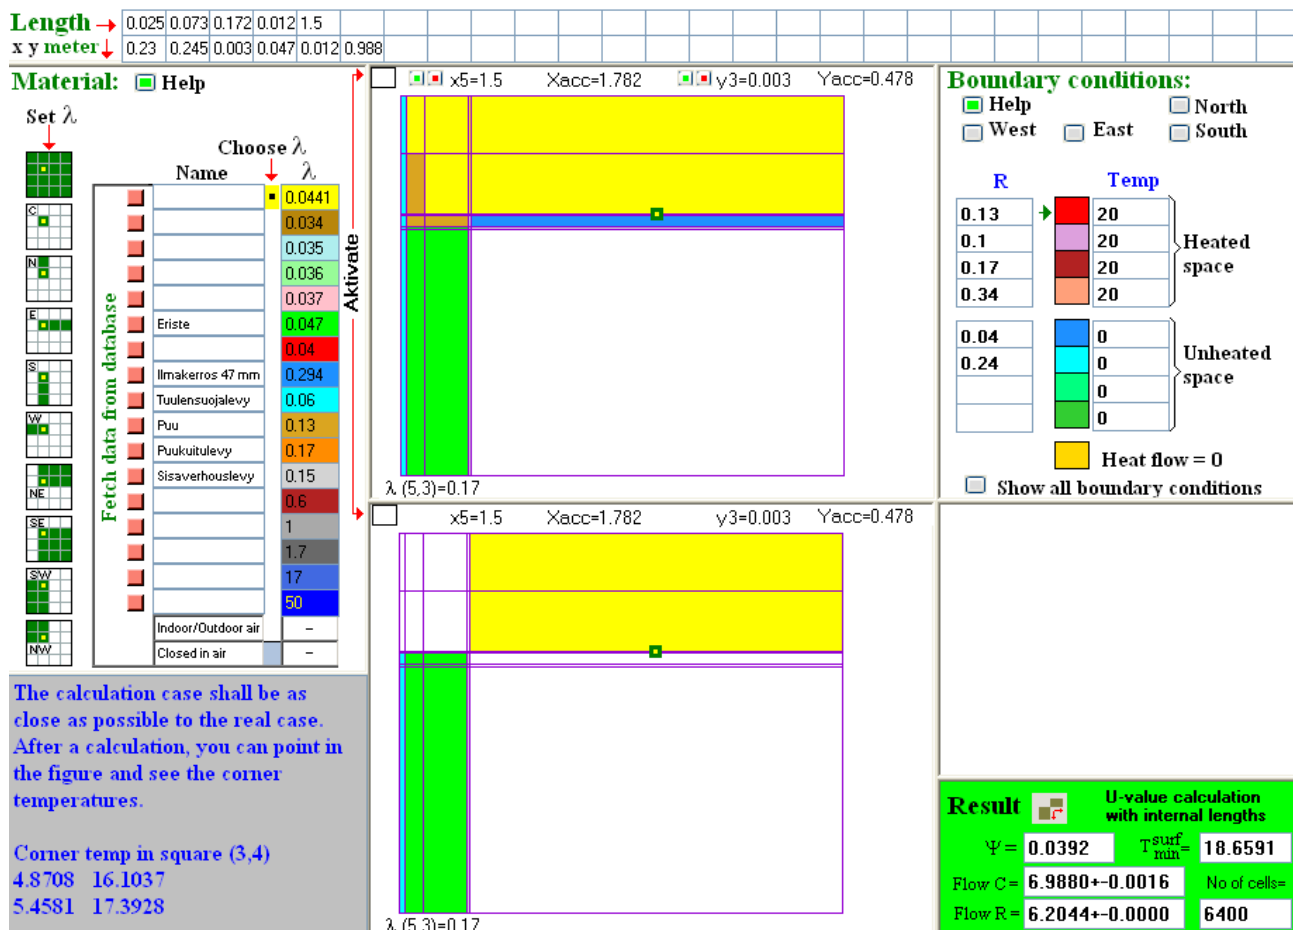 Length → 0.025 0.073 0.172 0.012 1.5
x y meter ↓ 0.23 0.245 0.003 0.047 0.012 0.988
Material: Help
Set λ
Choose λ
Name λ
0.0441
0.034
0.035
0.036
0.037
Eriste 0.047
0.04
Ilmakerros 47 mm 0.294
Tuulensuojalevy 0.06
Puu 0.13
Puukuitulevy 0.17
Sisaverhouslevy 0.15
0.6
1
1.7
17
50
Indoor/Outdoor air –
Closed in air –
C
N
E
S
W
NE
SE
SW
NW
Fetch data from database
Aktivate
The calculation case shall be as
close as possible to the real case.
After a calculation, you can point in
the figure and see the corner
temperatures.
Corner temp in square (3,4)
4.8708 16.1037
5.4581 17.3928
x5=1.5 Xacc=1.782 y3=0.003 Yacc=0.478
λ (5,3)=0.17
x5=1.5 Xacc=1.782 y3=0.003 Yacc=0.478
λ (5,3)=0.17
Boundary conditions:
Help North
West East South
R Temp
0.13 20
0.1 20
0.17 20
0.34 20
Heated
space
0.04 0
0.24 0
0
0
Unheated
space
Heat flow = 0
Show all boundary conditions
Result U-value calculation
with internal lengths
Ψ = 0.0392 T surf min = 18.6591
Flow C = 6.9880+-0.0016 No of cells=
Flow R = 6.2044+-0.0000 6400